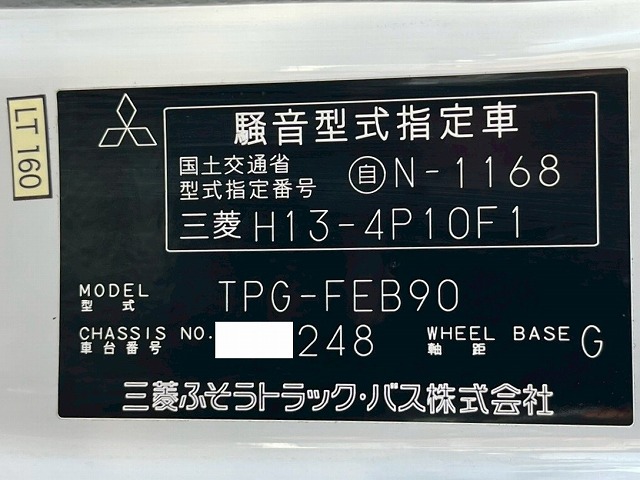 LT 160
騒音型式指定車
国土交通省
型式指定番号
自 N-1168
三菱 H13-4P10F1
MODEL
型式
TPG-FEB90
CHASSIS NO.
車台番号
248
WHEEL BASE
軸距
G
三菱ふそうトラック・バス株式会社